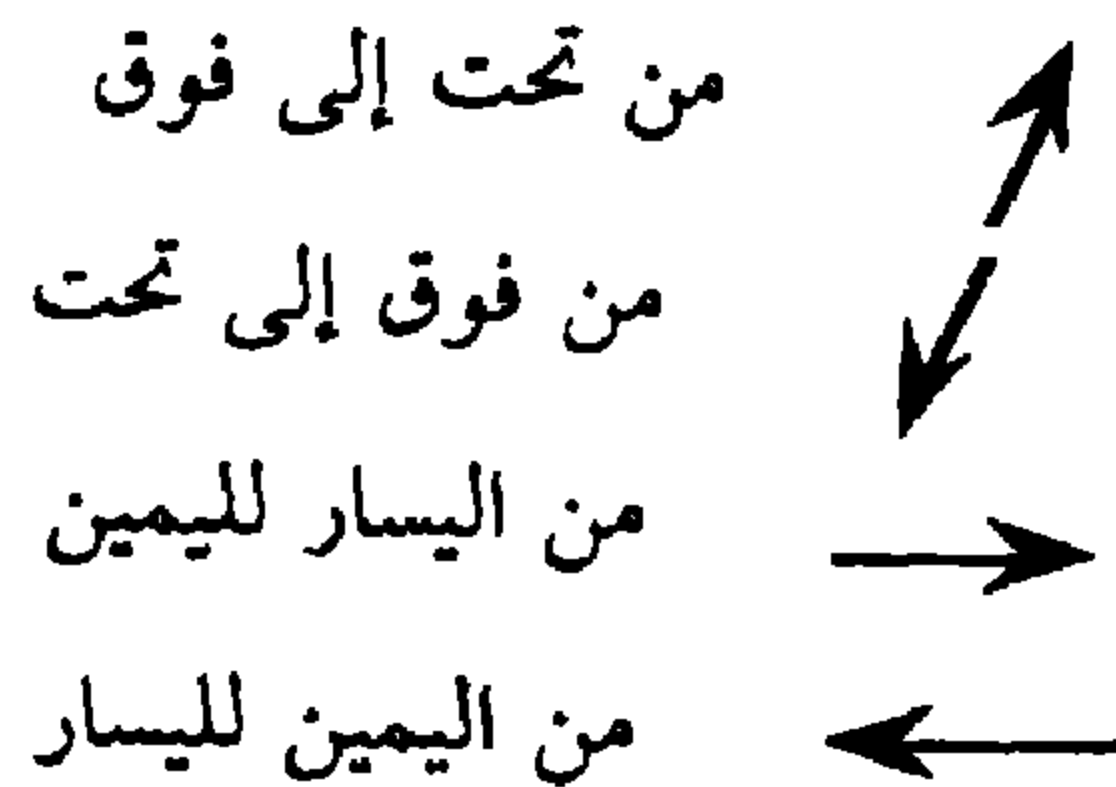 من تحت إلى فوق
من فوق إلى تحت
من اليسار لليمين
من اليمين لليسار